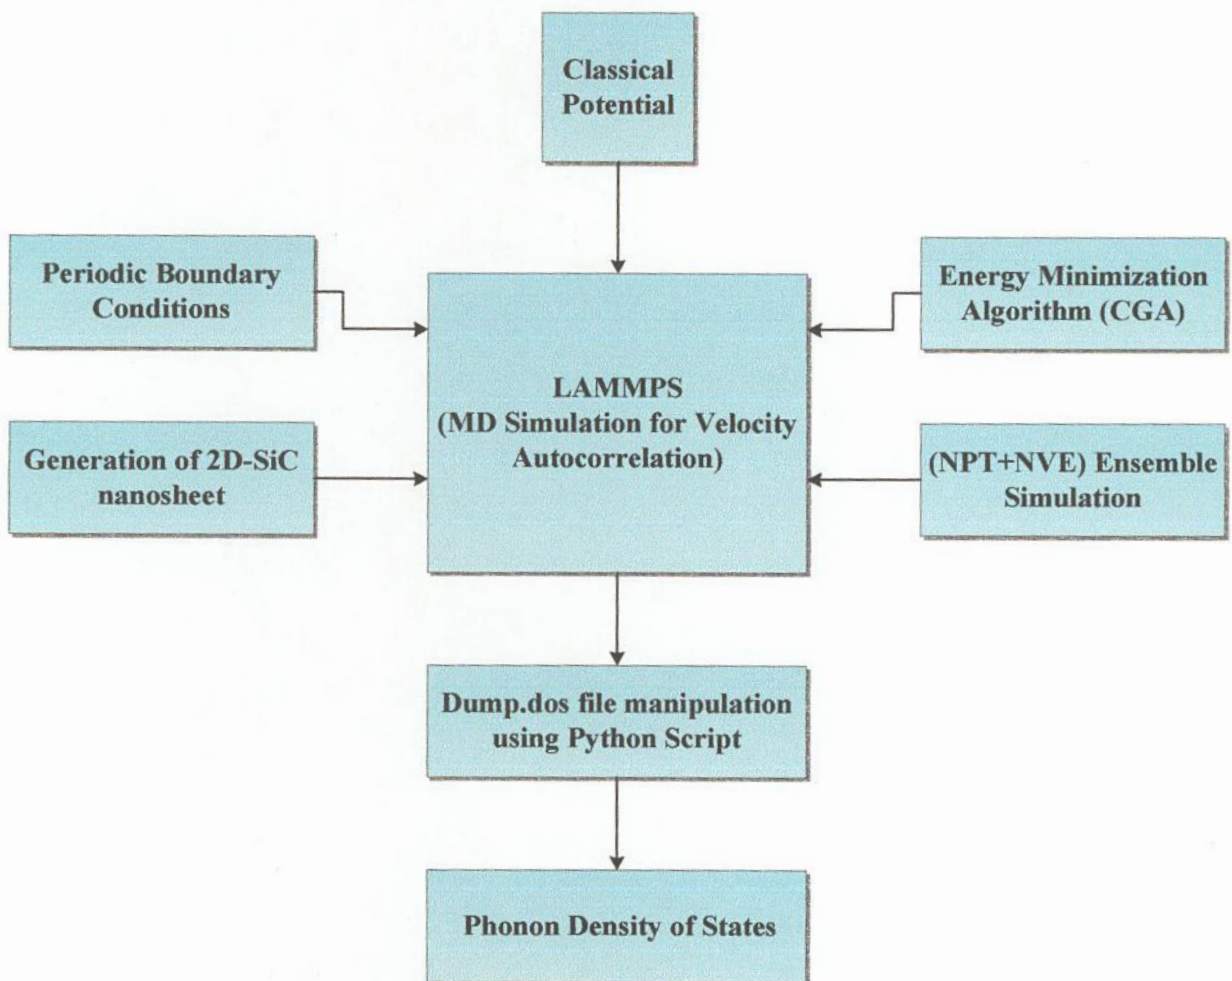 Classical
Potential
Periodic Boundary
Conditions
Energy Minimization
Algorithm (CGA)
LAMMPS
(MD Simulation for Velocity
Autocorrelation)
Generation of 2D-SiC
nanosheet
(NPT+NVE) Ensemble
Simulation
Dump.dos file manipulation
using Python Script
Phonon Density of States